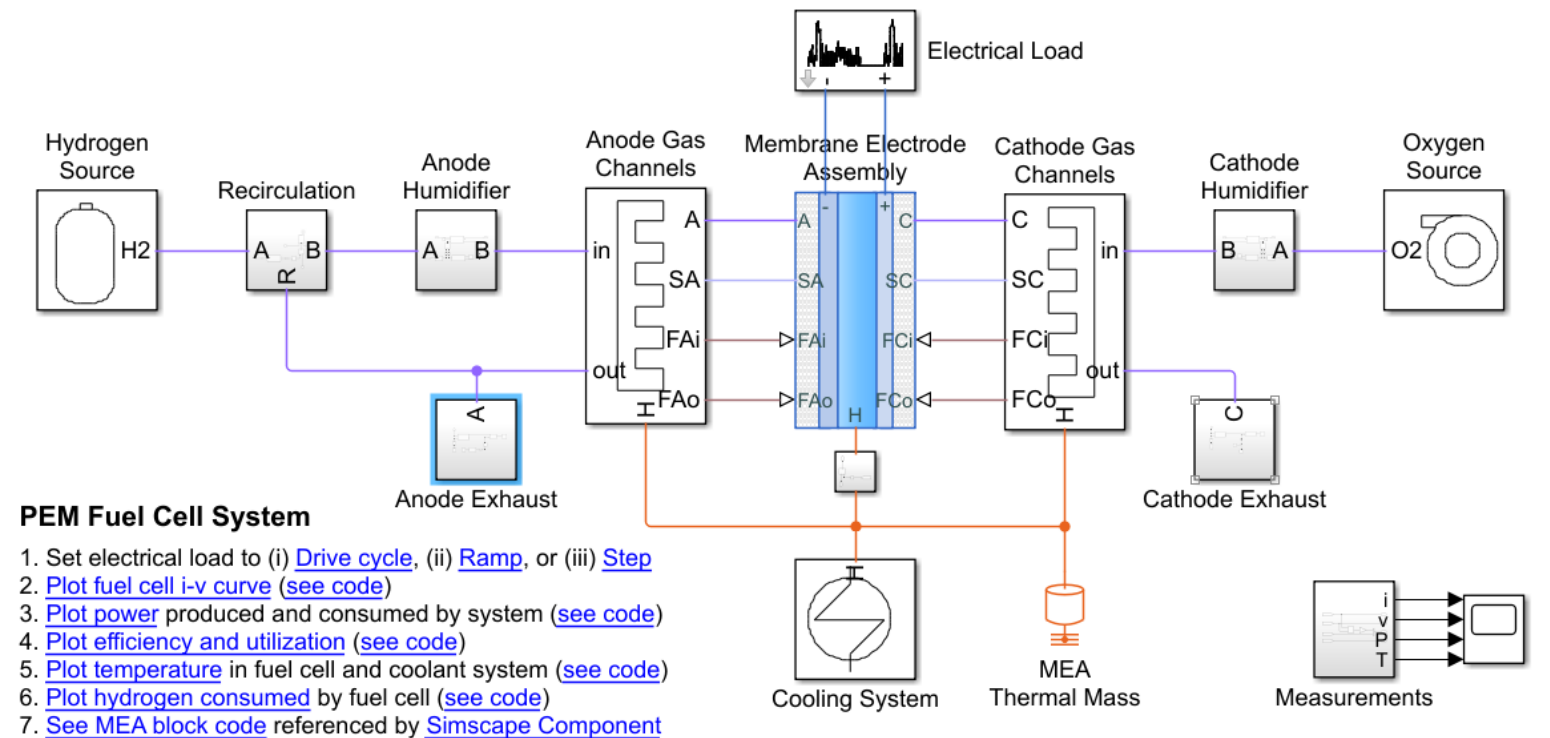 Electrical Load
-
+
Hydrogen
Source
H2
Recirculation
A
B
R
Anode
Humidifier
A
B
Anode Gas
Channels
in
out
A
SA
FAi
FAo
H
Membrane Electrode
Assembly
-
+
A
SA
FAi
FAo
C
SC
FCi
FCo
H
Cathode Gas
Channels
C
SC
FCi
FCo
in
out
H
Cathode
Humidifier
B
A
Oxygen
Source
O2
A
Anode Exhaust
C
Cathode Exhaust
PEM Fuel Cell System
1. Set electrical load to (i) Drive cycle, (ii) Ramp, or (iii) Step
2. Plot fuel cell i-v curve (see code)
3. Plot power produced and consumed by system (see code)
4. Plot efficiency and utilization (see code)
5. Plot temperature in fuel cell and coolant system (see code)
6. Plot hydrogen consumed by fuel cell (see code)
7. See MEA block code referenced by Simscape Component
H
Cooling System
MEA
Thermal Mass
i
v
P
T
Measurements